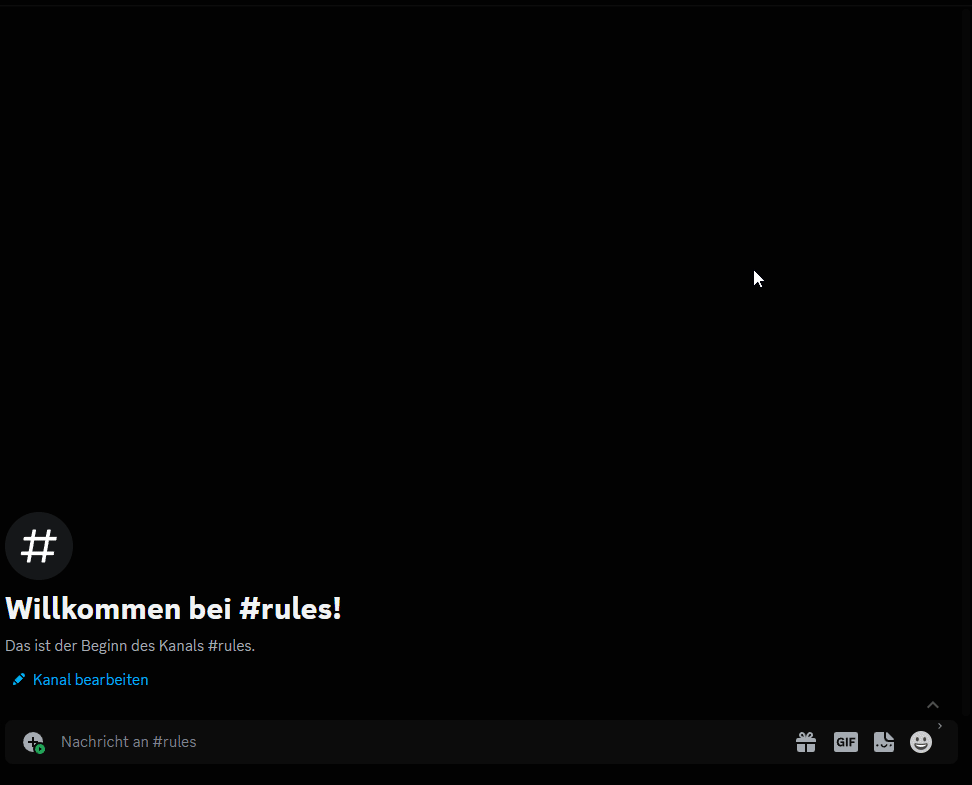 #
Willkommen bei #rules!
Das ist der Beginn des Kanals #rules.
Kanal bearbeiten
Nachricht an #rules
GIF